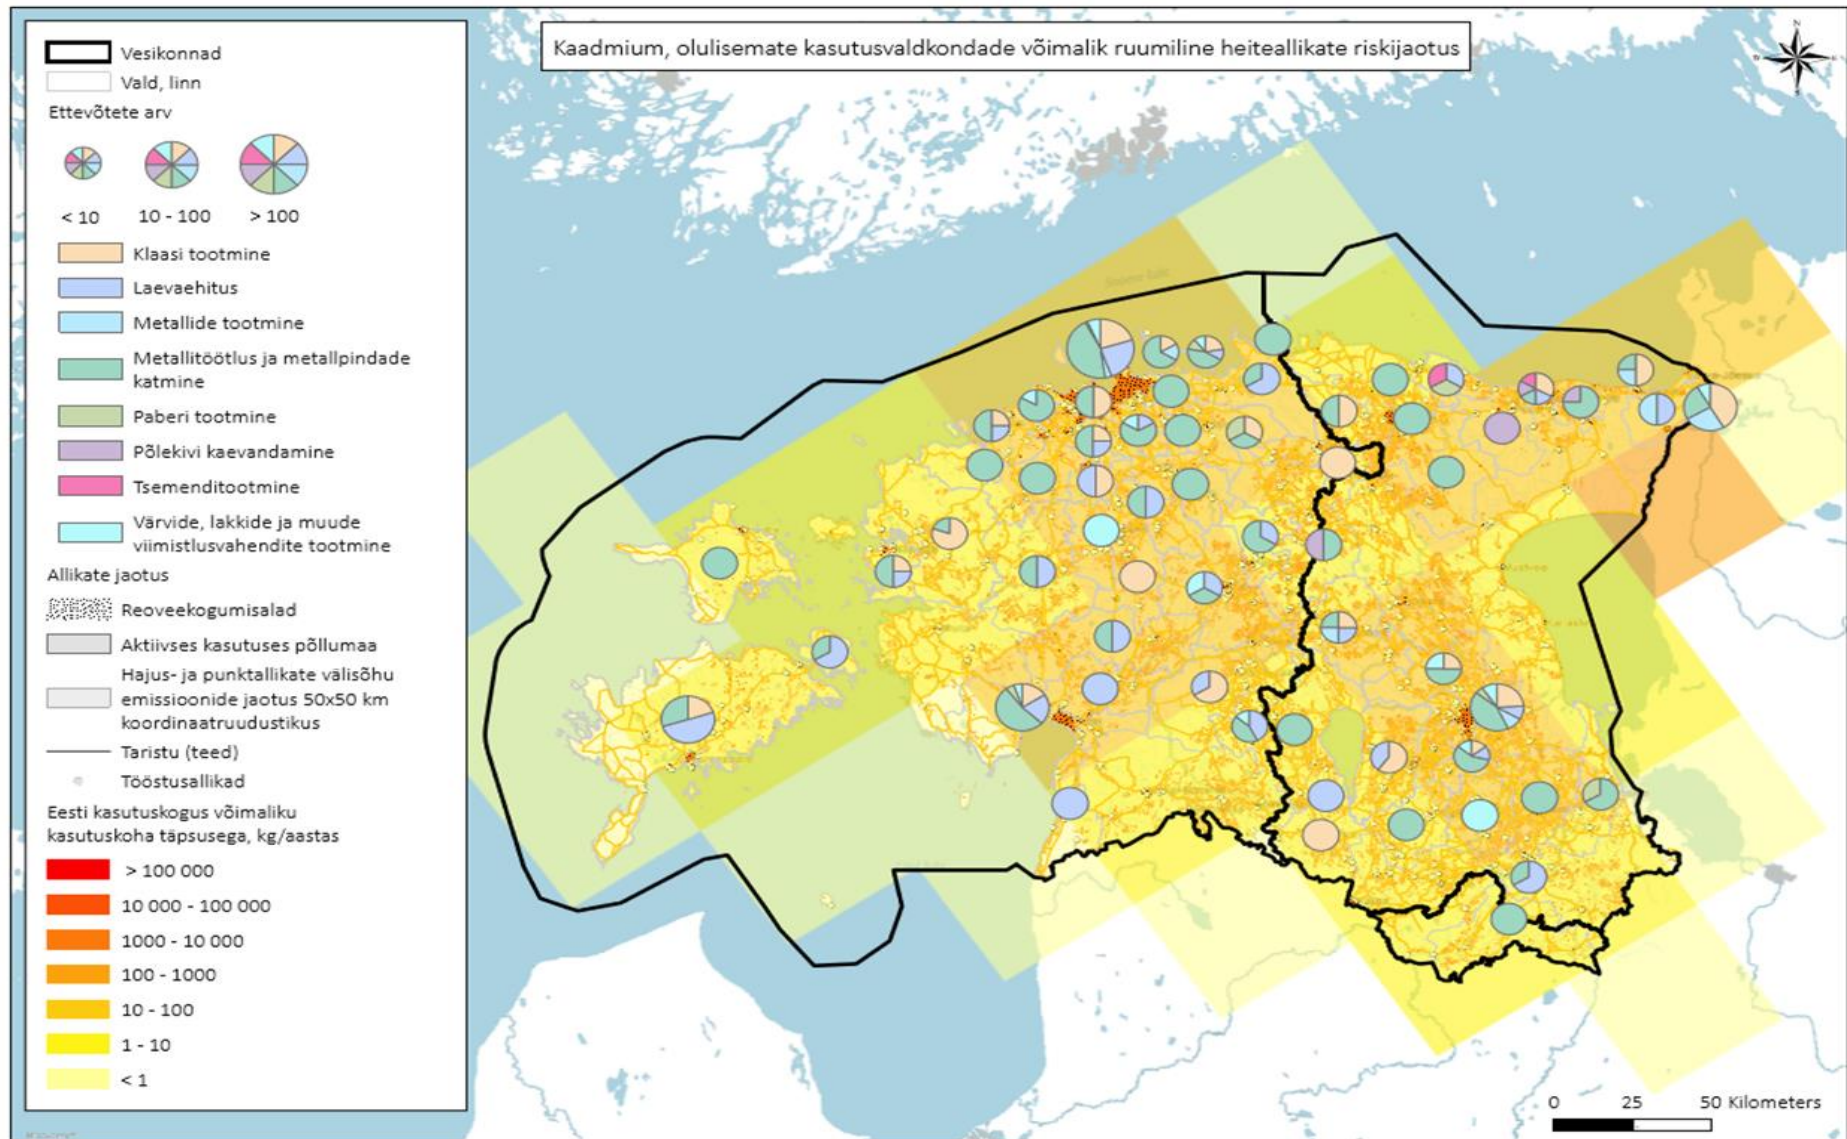 Kaadmium, olulisemate kasutusvaldkondade võimalik ruumiline heiteallikate riskijaotus
N
Vesikonnad
Vald, linn
Ettevõtete arv
< 10
10 - 100
> 100
Klaasi tootmine
Laevaehitus
Metallide tootmine
Metallitöötlus ja metallpindade
katmine
Paberi tootmine
Põlekivi kaevandamine
Tsemenditootmine
Värvide, lakkide ja muude
viimistlusvahendite tootmine
Allikate jaotus
Reoveekogumisalad
Aktiivses kasutuses põllumaa
Hajus- ja punktallikate välisõhu
emissioonide jaotus 50x50 km
koordinaatruudustikus
Taristu (teed)
Tööstusallikad
Eesti kasutuskogus võimaliku
kasutuskoha täpsusega, kg/aastas
> 100 000
10 000 - 100 000
1000 - 10 000
100 - 1000
10 - 100
1 - 10
< 1
0 25 50 Kilometers